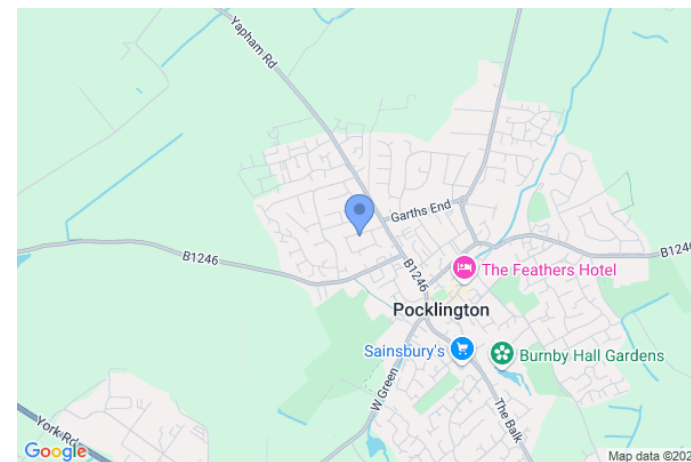 Yapham Rd
Garths End
B1246
B1246
B1246
The Feathers Hotel
Pocklington
Sainsbury's
Burnby Hall Gardens
W Green
The Balk
York Rd
Google
Map data ©202